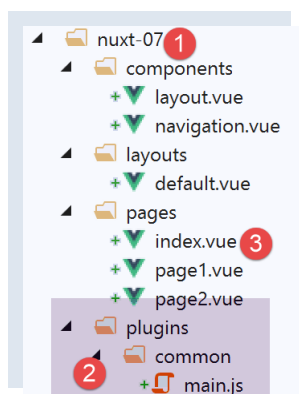 nuxt-07 1
components
layout.vue
navigation.vue
layouts
default.vue
pages
index.vue 3
page1.vue
page2.vue
plugins
2 common
main.js